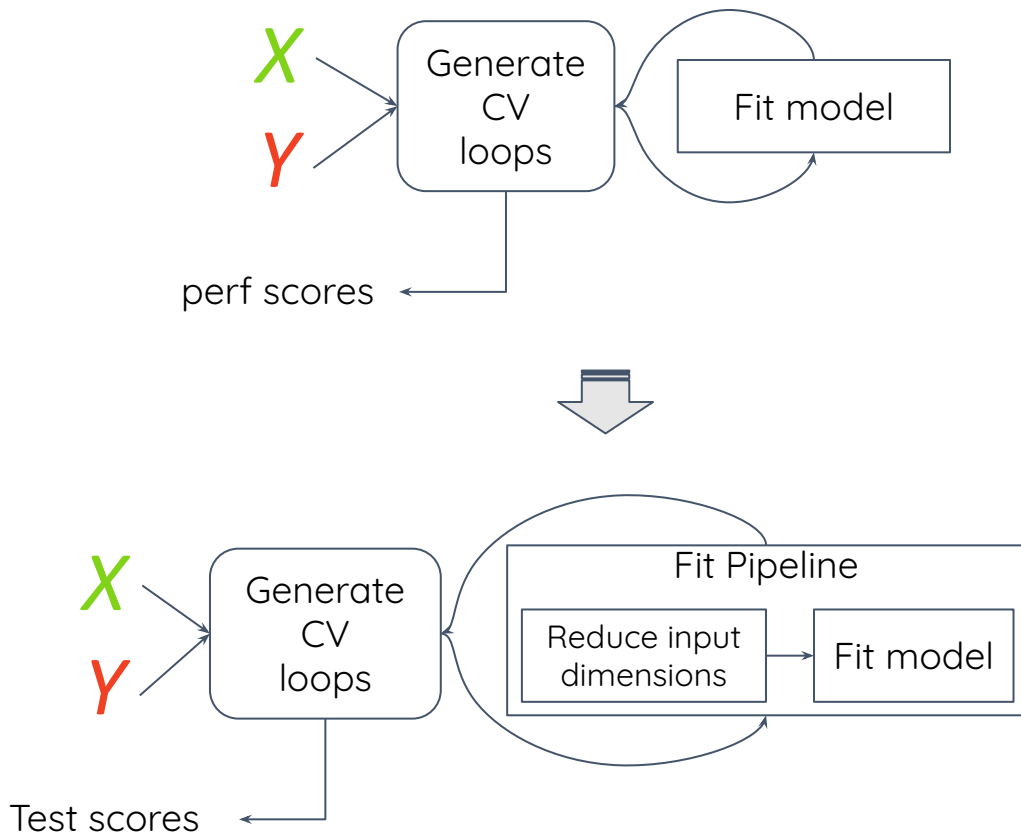 X
Y
Generate
CV
loops
Fit model
perf scores
X
Y
Generate
CV
loops
Fit Pipeline
Reduce input
dimensions
Fit model
Test scores